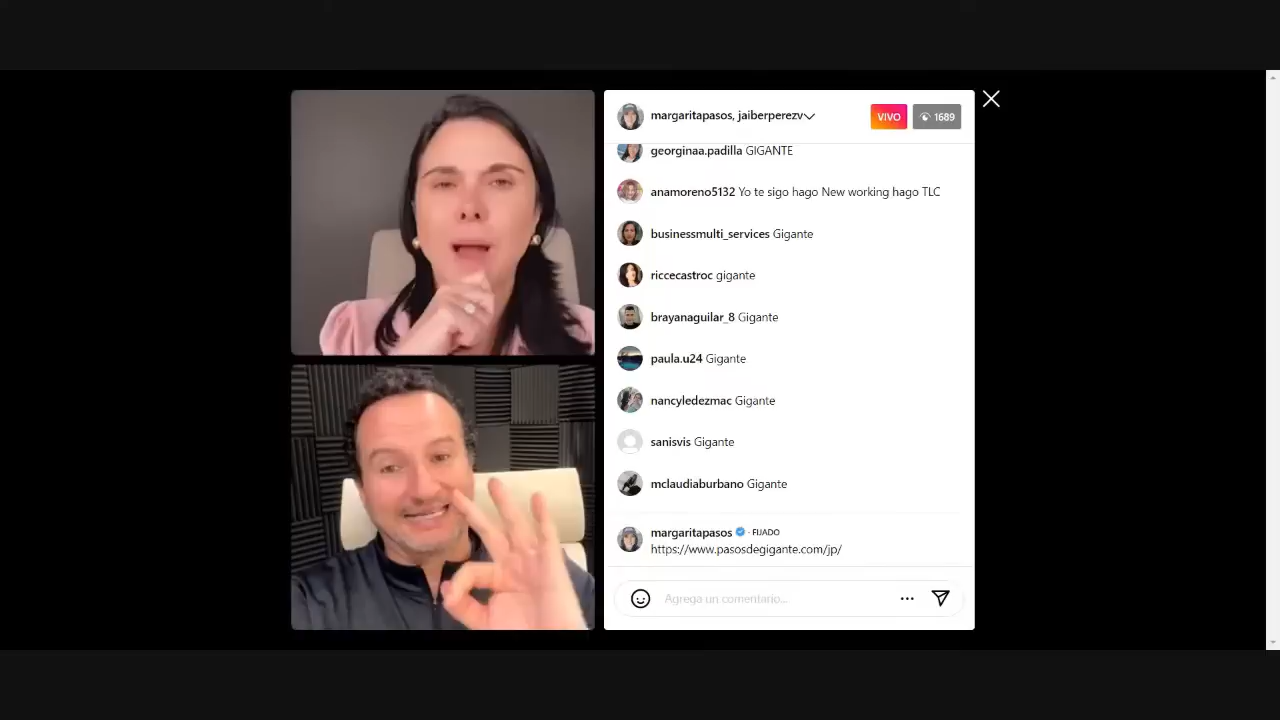 margaritapasos, jaiberperezv
VIVO
1689
georginaa.padilla GIGANTE
anamoreno5132 Yo te sigo hago New working hago TLC
businessmulti_services Gigante
riccecastroc gigante
brayanaguilar_8 Gigante
paula.u24 Gigante
nancyledezmac Gigante
sanisvis Gigante
mclaudiaburbano Gigante
margaritapasos · FIJADO
https://www.pasosdegigante.com/jp/
Agrega un comentario...